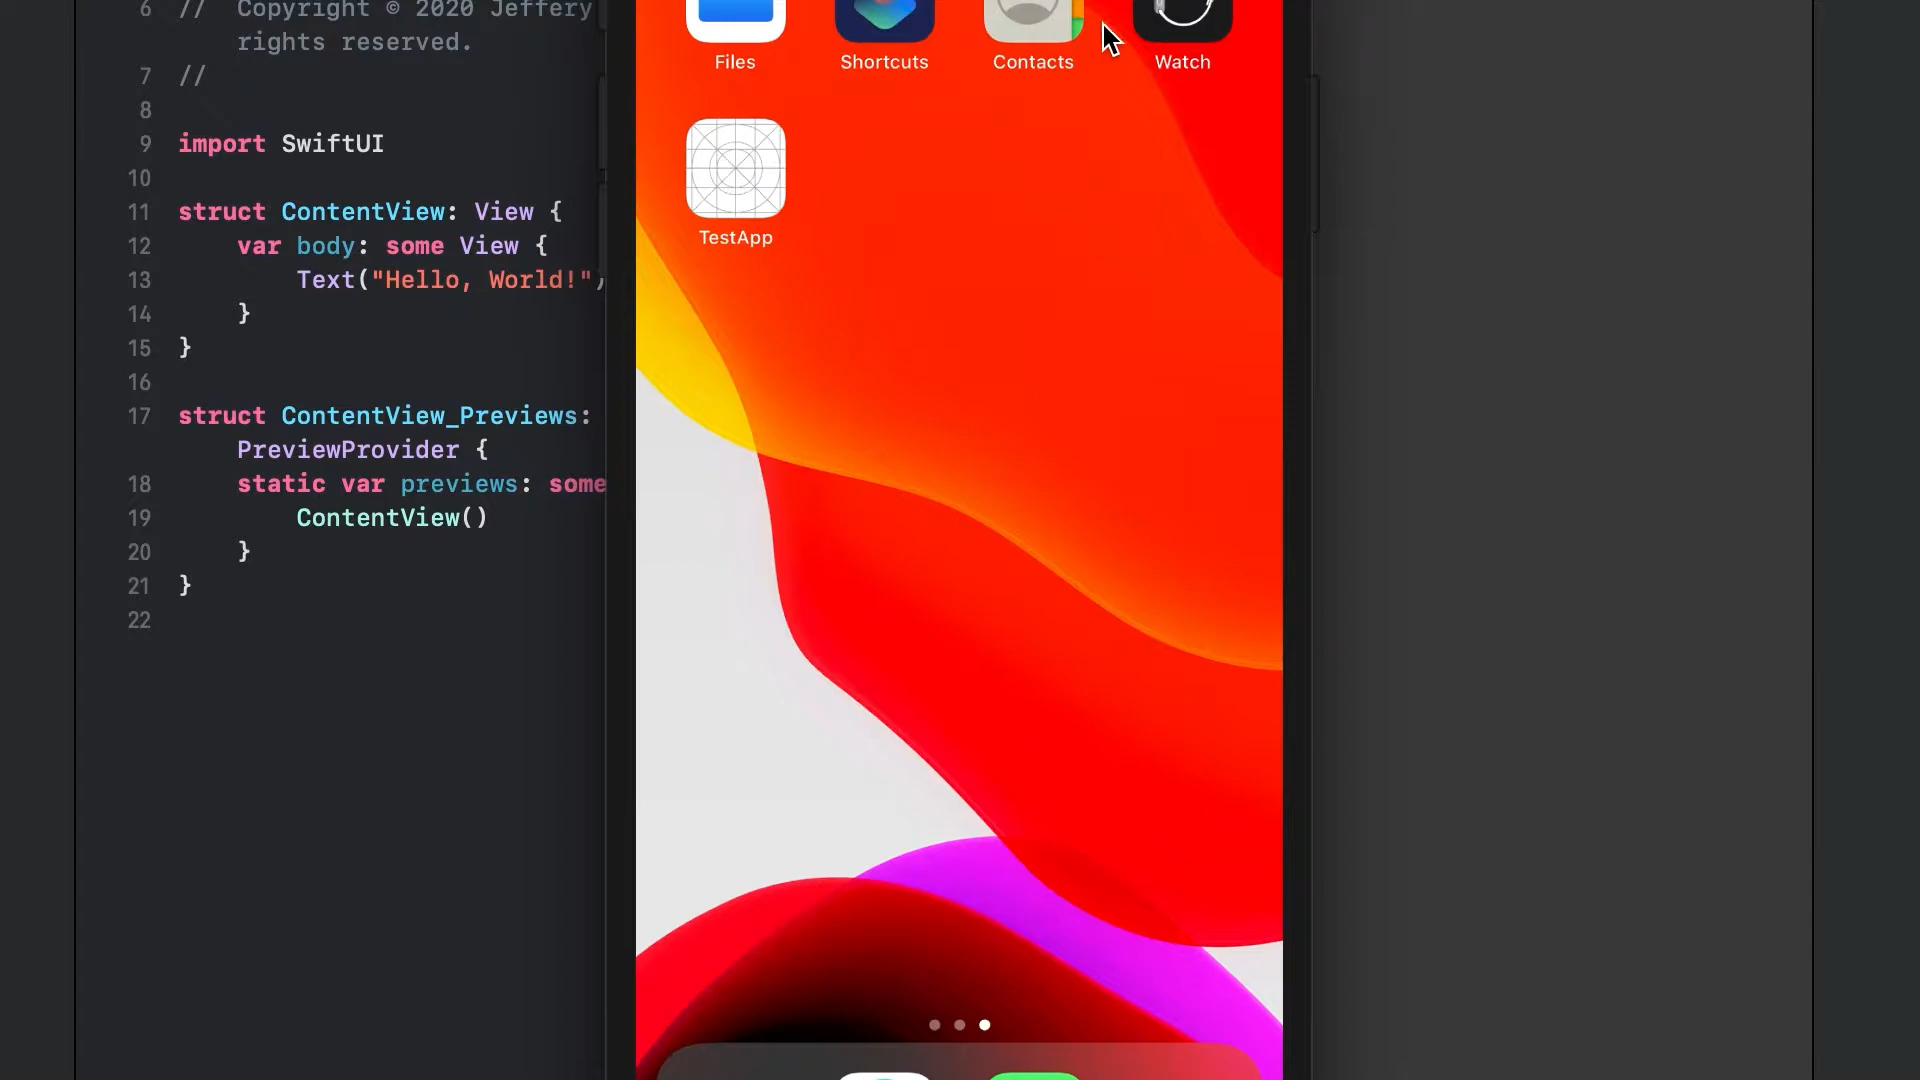 6 //  Copyright © 2020 Jeffery
rights reserved.
7 //
8
9 import SwiftUI
10
11 struct ContentView: View {
12     var body: some View {
13         Text("Hello, World!")
14     }
15 }
16
17 struct ContentView_Previews:
PreviewProvider {
18     static var previews: some
19         ContentView()
20     }
21 }
22
Files
Shortcuts
Contacts
Watch
TestApp